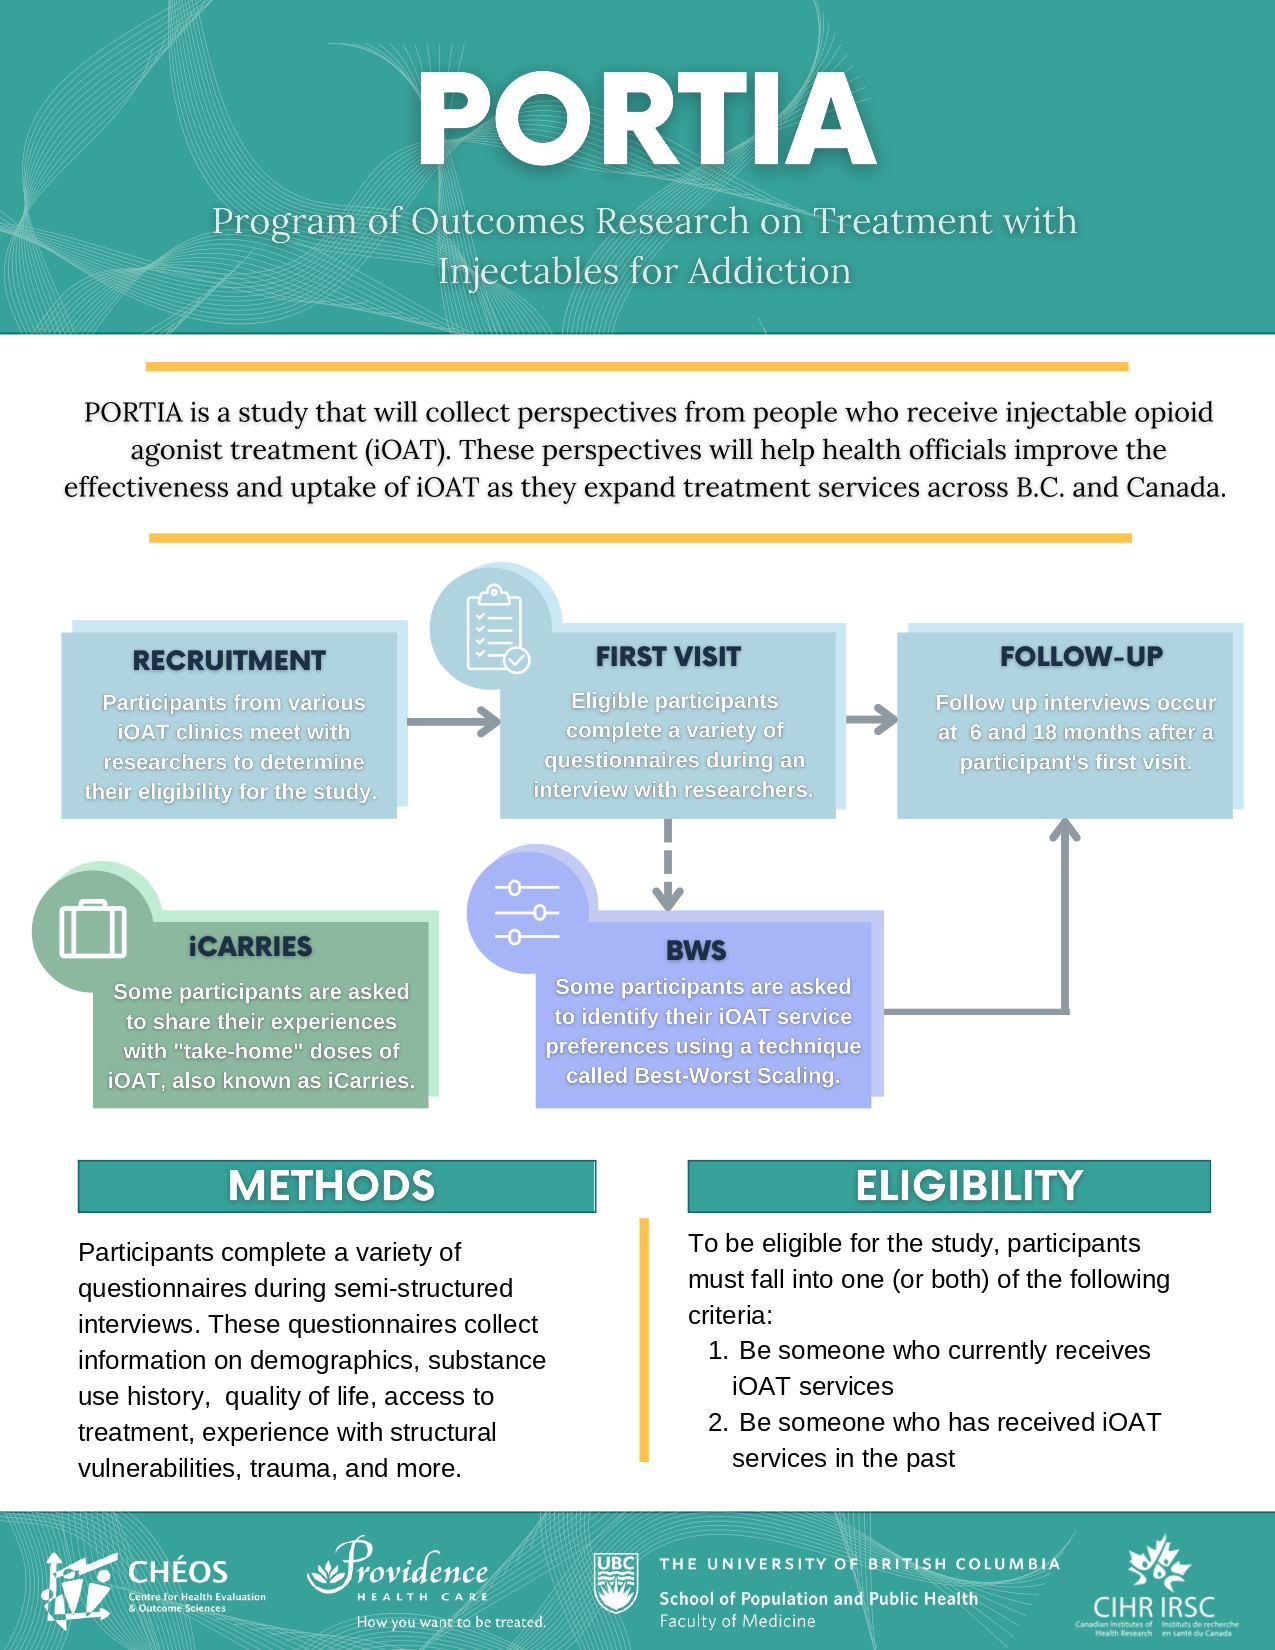 PORTIA
Program of Outcomes Research on Treatment with
Injectables for Addiction
PORTIA is a study that will collect perspectives from people who receive injectable opioid
agonist treatment (iOAT). These perspectives will help health officials improve the
effectiveness and uptake of iOAT as they expand treatment services across B.C. and Canada.
RECRUITMENT
Participants from various
iOAT clinics meet with
researchers to determine
their eligibility for the study.
FIRST VISIT
Eligible participants
complete a variety of
questionnaires during an
interview with researchers.
FOLLOW-UP
Follow up interviews occur
at  6 and 18 months after a
participant's first visit.
iCARRIES
Some participants are asked
to share their experiences
with "take-home" doses of
iOAT, also known as iCarries.
BWS
Some participants are asked
to identify their iOAT service
preferences using a technique
called Best-Worst Scaling.
METHODS
Participants complete a variety of
questionnaires during semi-structured
interviews. These questionnaires collect
information on demographics, substance
use history,  quality of life, access to
treatment, experience with structural
vulnerabilities, trauma, and more.
ELIGIBILITY
To be eligible for the study, participants
must fall into one (or both) of the following
criteria:
1. Be someone who currently receives
iOAT services
2. Be someone who has received iOAT
services in the past
CHÉOS
Centre for Health Evaluation
& Outcome Sciences
Providence
HEALTH CARE
How you want to be treated.
UBC
THE UNIVERSITY OF BRITISH COLUMBIA
School of Population and Public Health
Faculty of Medicine
CIHR IRSC
Canadian Institutes of Health Research
Instituts de recherche en santé du Canada